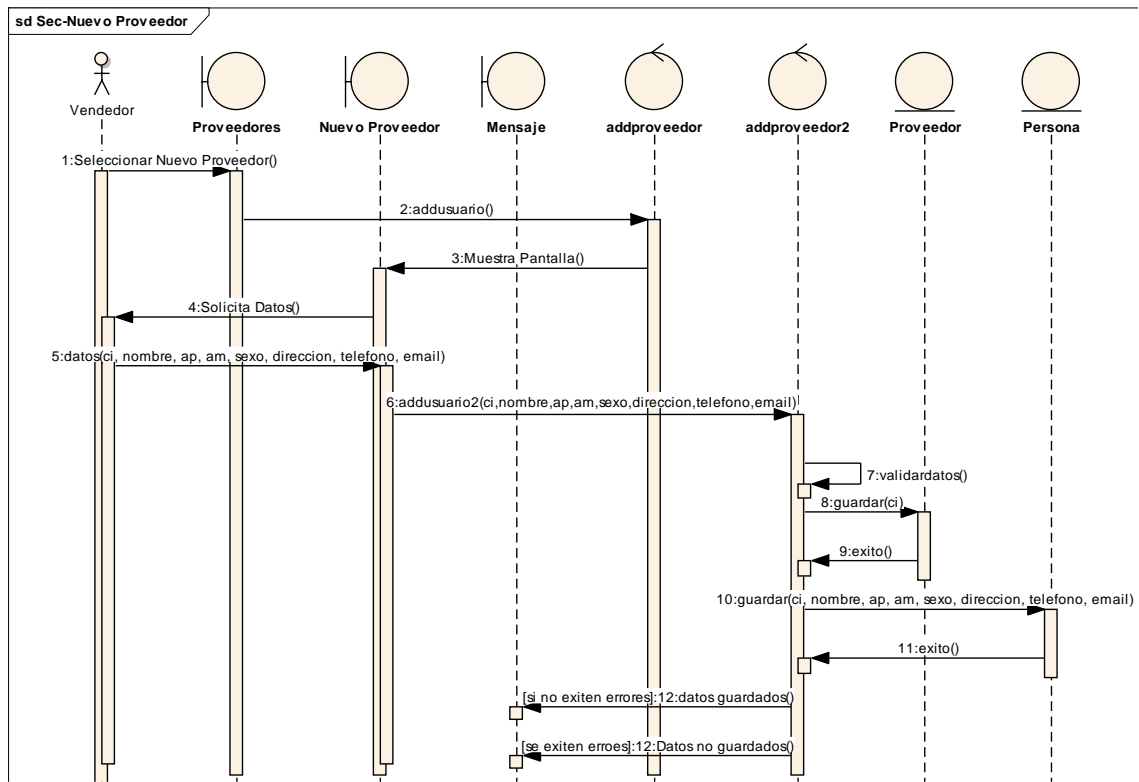 sd Sec-Nuevo Proveedor
Vendedor
Proveedores
Nuevo Proveedor
Mensaje
addproveedor
addproveedor2
Proveedor
Persona
1:Seleccionar Nuevo Proveedor()
2:addusuario()
3:Muestra Pantalla()
4:Solicita Datos()
5:datos(ci, nombre, ap, am, sexo, direccion, telefono, email)
6:addusuario2(ci,nombre,ap,am,sexo,direccion,telefono,email)
7:validardatos()
8:guardar(ci)
9:exito()
10:guardar(ci, nombre, ap, am, sexo, direccion, telefono, email)
11:exito()
[si no exiten errores]:12:datos guardados()
[se exiten erroes]:12:Datos no guardados()